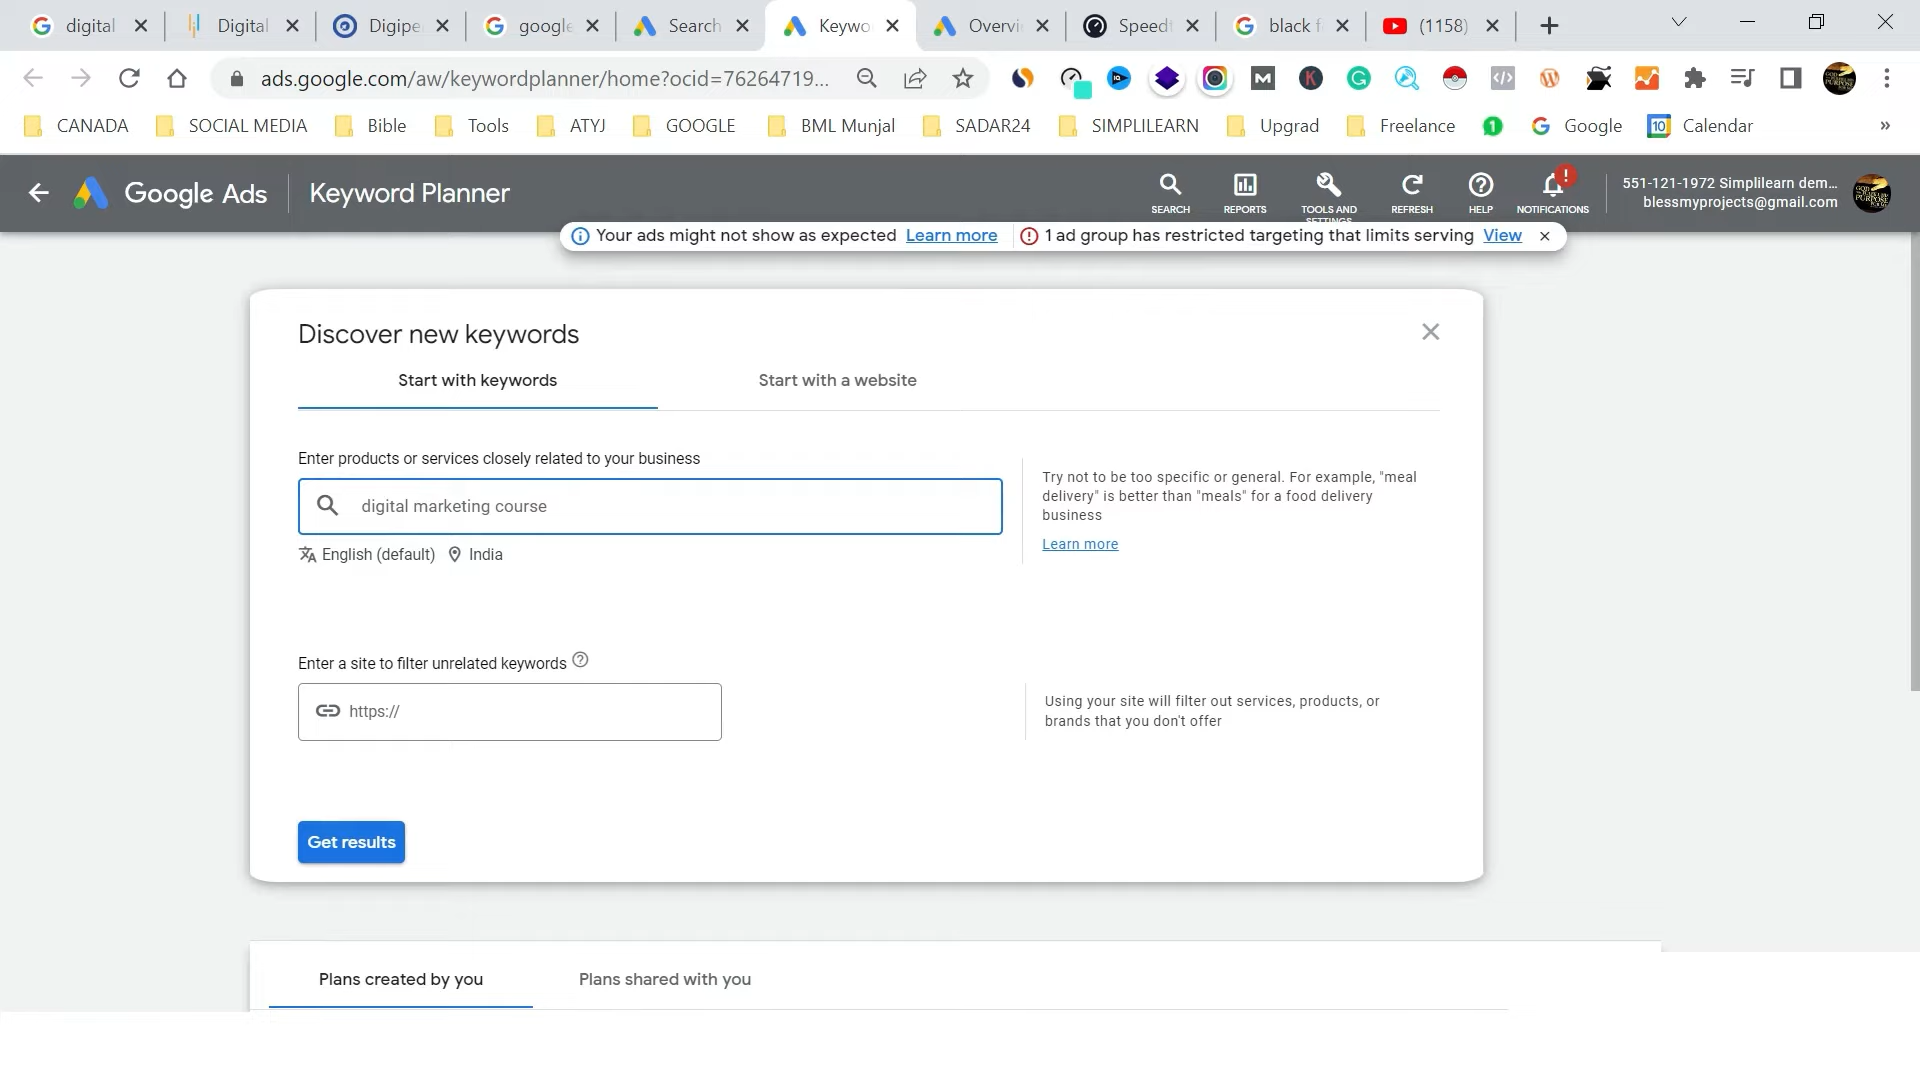 digital
Digital
Digipe
google
Search
Keywo
Overvi
Speedt
black f
(1158)
ads.google.com/aw/keywordplanner/home?ocid=76264719...
CANADA
SOCIAL MEDIA
Bible
Tools
ATYJ
GOOGLE
BML Munjal
SADAR24
SIMPLILEARN
Upgrad
Freelance
1
Google
10
Calendar
»
Google Ads
Keyword Planner
SEARCH
REPORTS
TOOLS AND
SETTINGS
REFRESH
HELP
NOTIFICATIONS
551-121-1972 Simplilearn dem...
blessmyprojects@gmail.com
Your ads might not show as expected Learn more
1 ad group has restricted targeting that limits serving View
Discover new keywords
Start with keywords
Start with a website
Enter products or services closely related to your business
digital marketing course
English (default)
India
Try not to be too specific or general. For example, "meal
delivery" is better than "meals" for a food delivery
business
Learn more
Enter a site to filter unrelated keywords
https://
Using your site will filter out services, products, or
brands that you don't offer
Get results
Plans created by you
Plans shared with you